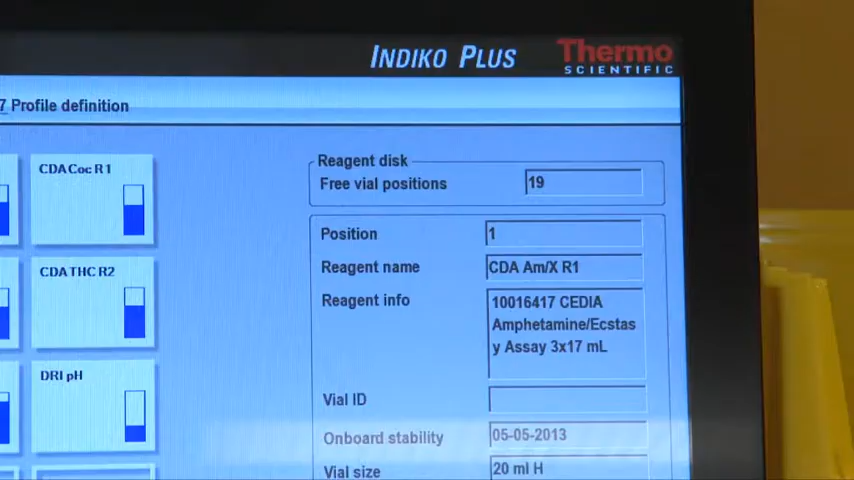 INDIKO PLUS
Thermo
SCIENTIFIC
7 Profile definition
CDA Coc R1
CDA THC R2
DRI pH
Reagent disk
Free vial positions 19
Position 1
Reagent name CDA Am/X R1
Reagent info 10016417 CEDIA
Amphetamine/Ecstas
y Assay 3x17 mL
Vial ID
Onboard stability 05-05-2013
Vial size 20 ml H